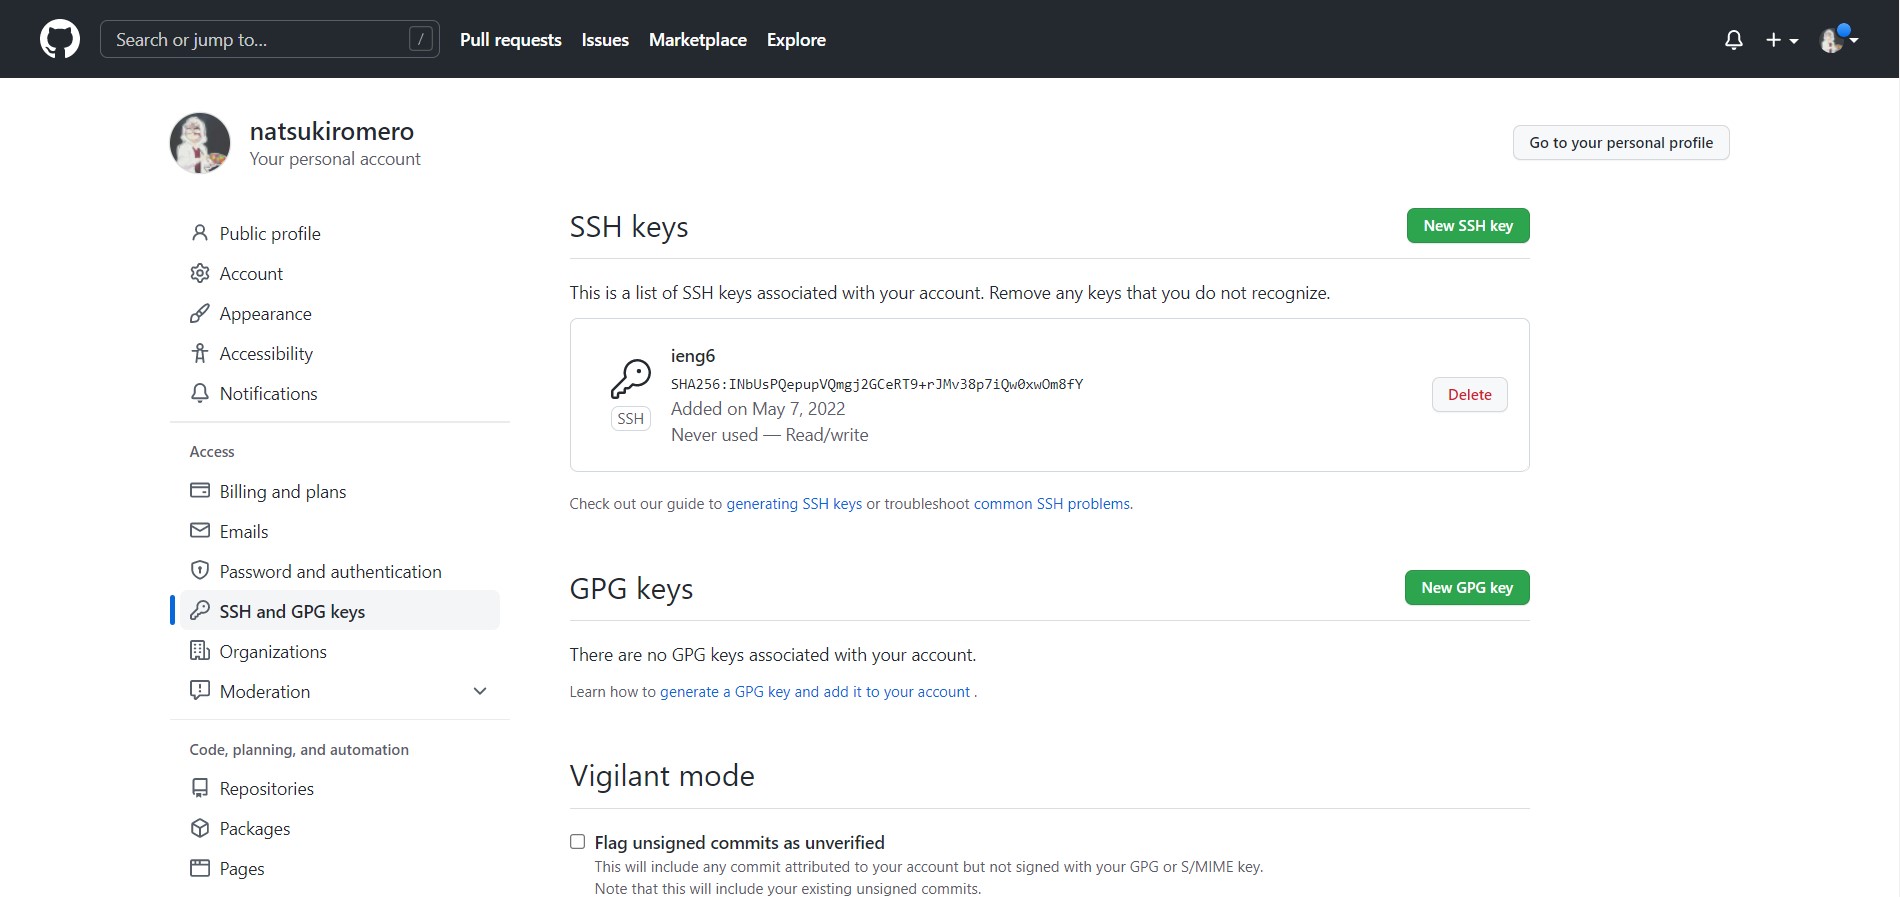 Search or jump to... /
Pull requests
Issues
Marketplace
Explore
natsukiromero
Your personal account
Go to your personal profile
Public profile
Account
Appearance
Accessibility
Notifications
Access
Billing and plans
Emails
Password and authentication
SSH and GPG keys
Organizations
Moderation
Code, planning, and automation
Repositories
Packages
Pages
SSH keys
New SSH key
This is a list of SSH keys associated with your account. Remove any keys that you do not recognize.
ieng6
SHA256:INbUsPQepupVQmgj2GCeRT9+rJMv38p7iQw0xwOm8fY
Added on May 7, 2022
Never used — Read/write
SSH
Delete
Check out our guide to generating SSH keys or troubleshoot common SSH problems.
GPG keys
New GPG key
There are no GPG keys associated with your account.
Learn how to generate a GPG key and add it to your account .
Vigilant mode
Flag unsigned commits as unverified
This will include any commit attributed to your account but not signed with your GPG or S/MIME key.
Note that this will include your existing unsigned commits.